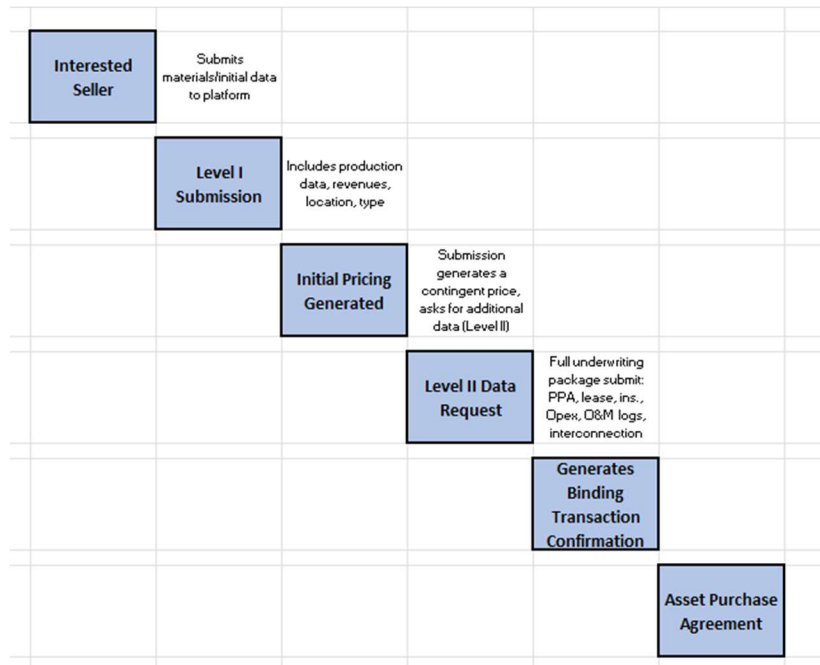 Interested
Seller
Submits
materials/initial data
to platform
Level I
Submission
Includes production
data, revenues,
location, type
Initial Pricing
Generated
Submission
generates a
contingent price,
asks for additional
data (Level II)
Level II Data
Request
Full underwriting
package submit:
PPA, lease, ins.,
Opex, O&M logs,
interconnection
Generates
Binding
Transaction
Confirmation
Asset Purchase
Agreement